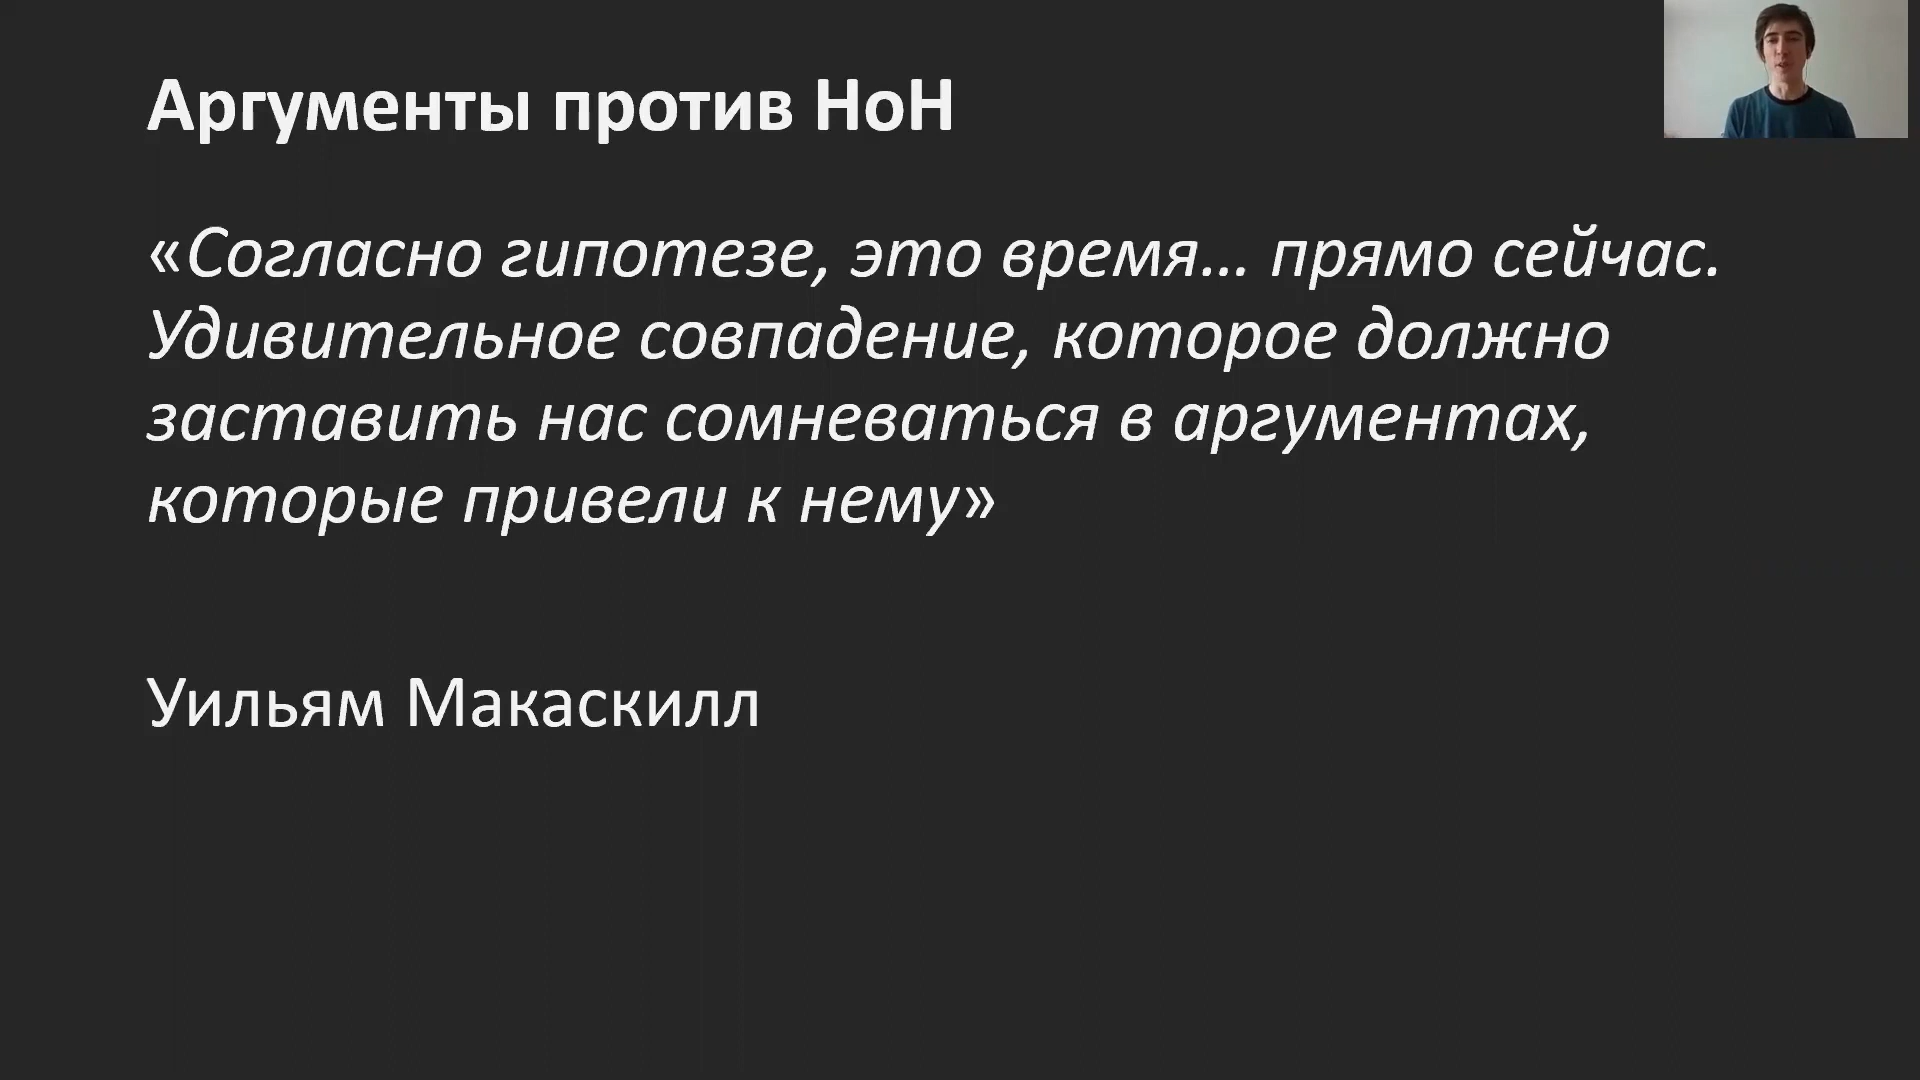 Аргументы против HoH
«Согласно гипотезе, это время... прямо сейчас.
Удивительное совпадение, которое должно
заставить нас сомневаться в аргументах,
которые привели к нему»
Уильям Макаскилл